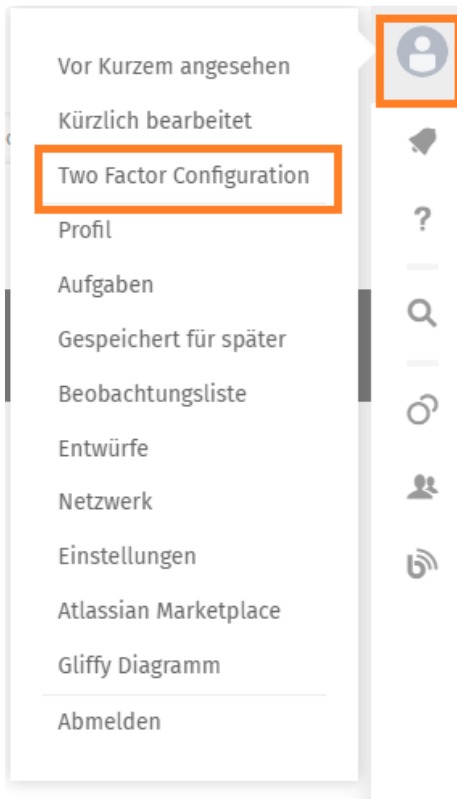 Vor Kurzem angesehen
Kürzlich bearbeitet
Two Factor Configuration
Profil
Aufgaben
Gespeichert für später
Beobachtungsliste
Entwürfe
Netzwerk
Einstellungen
Atlassian Marketplace
Gliffy Diagramm
Abmelden
?